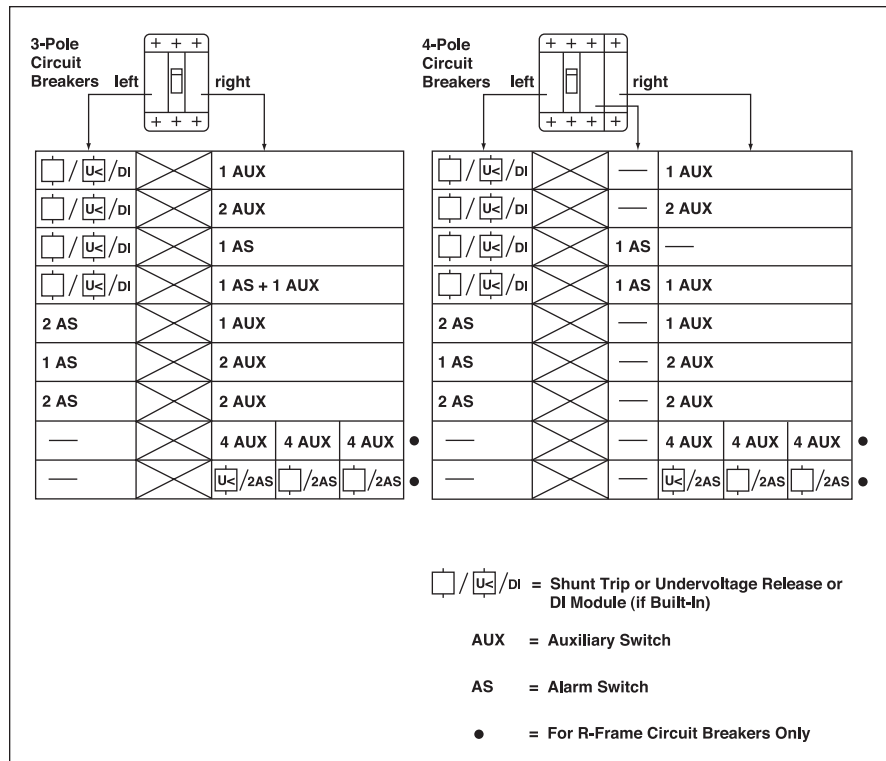 3-Pole
Circuit
Breakers left right
+ + +
+ + +
U< / DI 1 AUX
U< / DI 2 AUX
U< / DI 1 AS
U< / DI 1 AS + 1 AUX
2 AS 1 AUX
1 AS 2 AUX
2 AS 2 AUX
— 4 AUX 4 AUX 4 AUX ●
— U< /2AS /2AS /2AS ●
4-Pole
Circuit
Breakers left right
+ + + +
+ + + +
U< / DI — 1 AUX
U< / DI — 2 AUX
U< / DI 1 AS —
U< / DI 1 AS 1 AUX
2 AS — 1 AUX
1 AS — 2 AUX
2 AS — 2 AUX
— — 4 AUX 4 AUX 4 AUX ●
— — U< /2AS /2AS /2AS ●
/ U< / DI = Shunt Trip or Undervoltage Release or
DI Module (if Built-In)
AUX = Auxiliary Switch
AS = Alarm Switch
● = For R-Frame Circuit Breakers Only